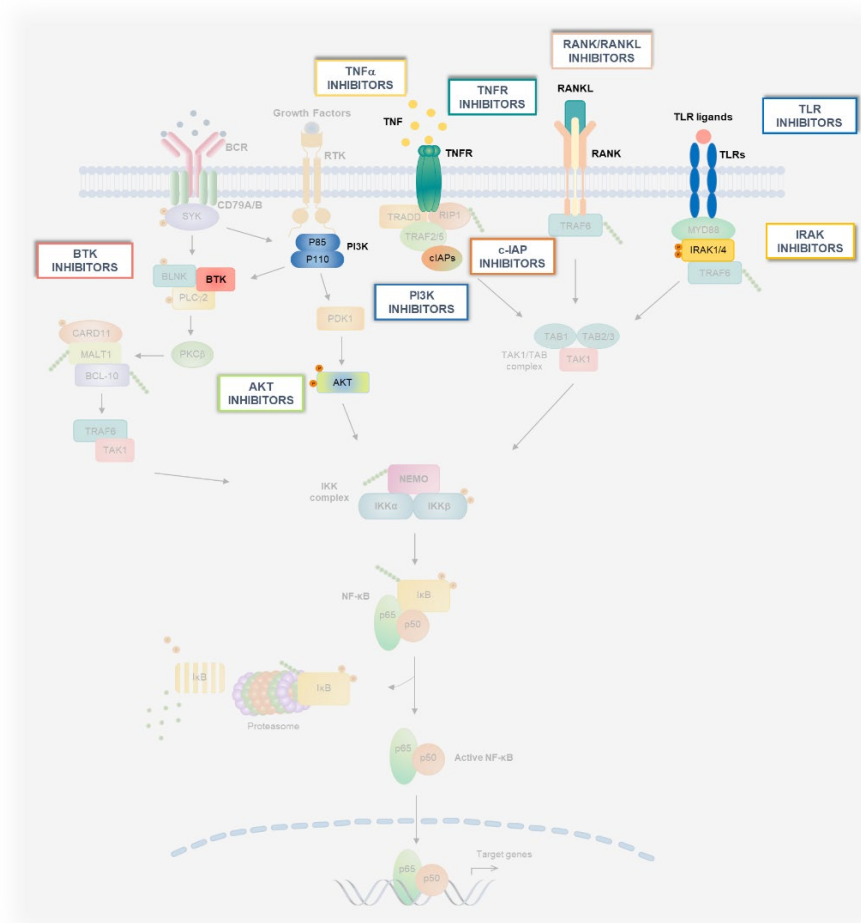 RANK/RANKL
INHIBITORS
TNFα
INHIBITORS
TNFR
INHIBITORS
RANKL
TLR
INHIBITORS
Growth Factors
TNF
TLR ligands
BCR
RTK
TNFR
RANK
TLRs
CD79A/B
SYK
TRADD
RIP1
TRAF2/5
TRAF6
MYD88
IRAK
INHIBITORS
P85
P110
PI3K
cIAPs
c-IAP
INHIBITORS
IRAK1/4
TRAF6
BTK
INHIBITORS
BLNK
BTK
PLCγ2
PI3K
INHIBITORS
PDK1
CARD11
MALT1
BCL-10
PKCβ
TAB1
TAB2/3
TAK1/TAB
complex
TAK1
AKT
INHIBITORS
P
P
AKT
TRAF6
TAK1
IKK
complex
NEMO
IKKα
IKKβ
NF-κB
IκB
p65
p50
IκB
IκB
Proteasome
p65
p50
Active NF-κB
p65
p50
Target genes